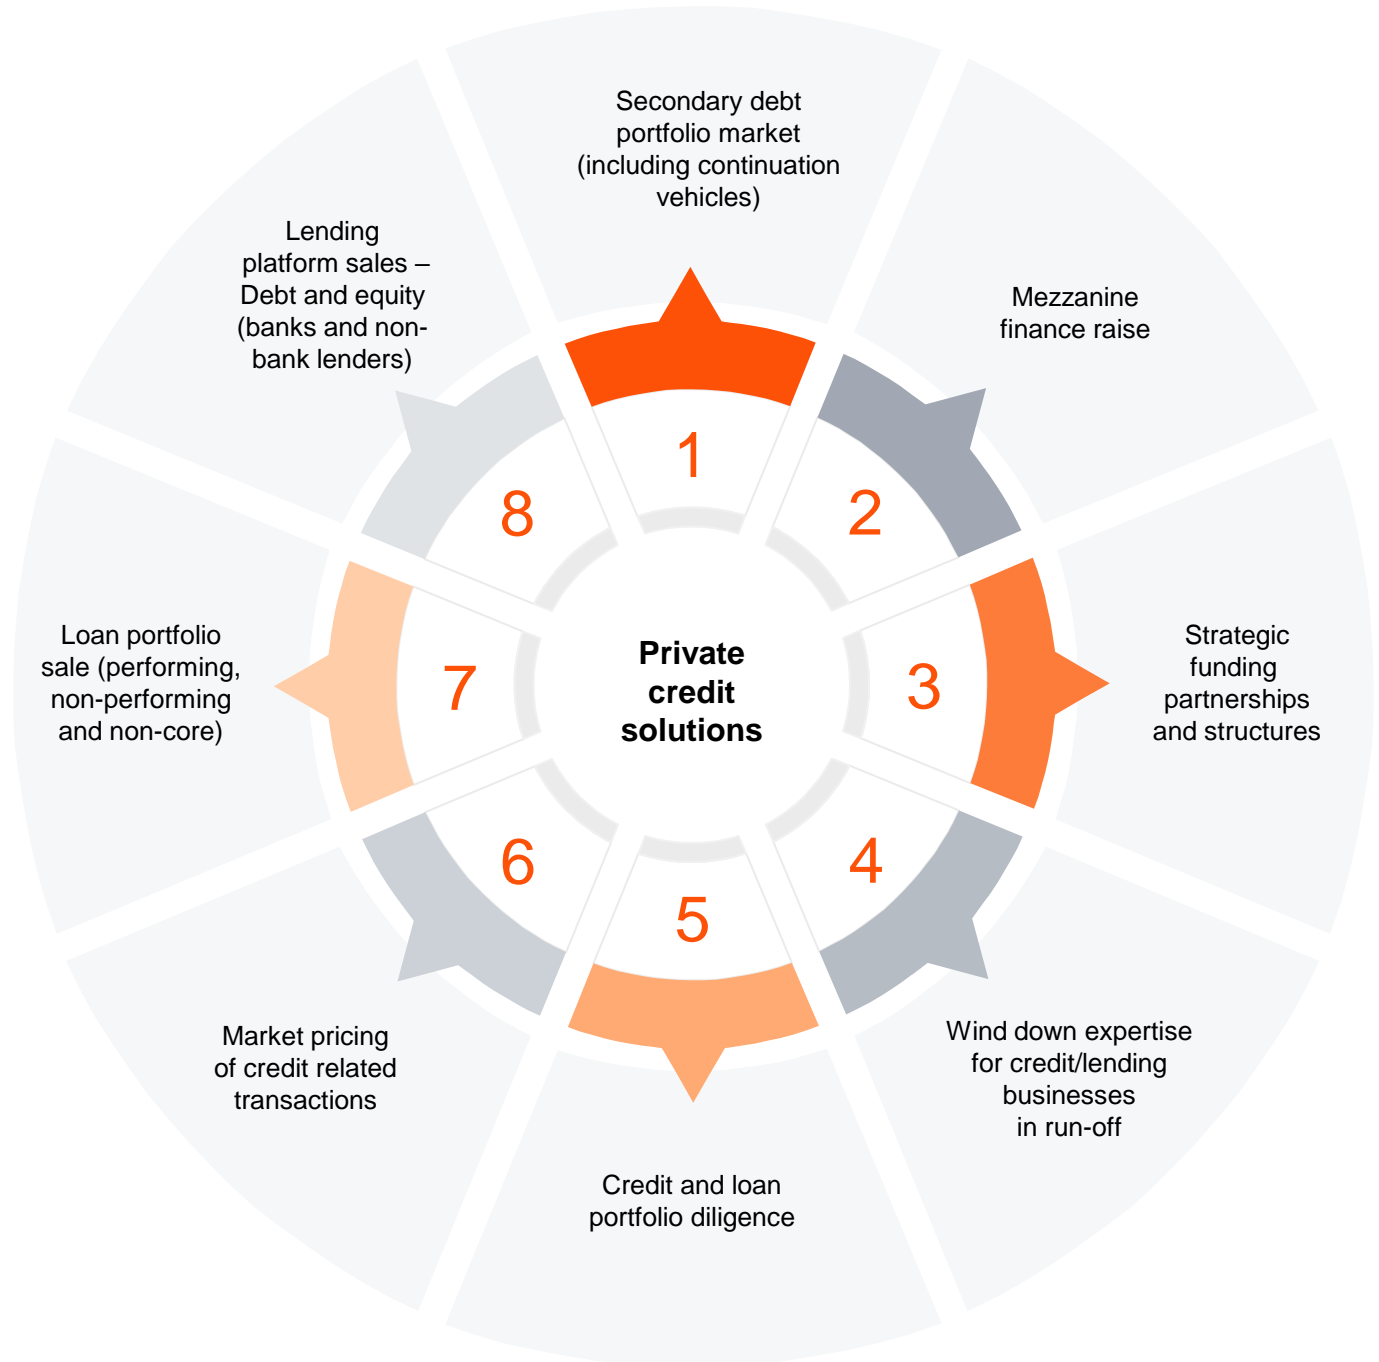 Private
credit
solutions
1
Secondary debt
portfolio market
(including continuation
vehicles)
2
Mezzanine
finance raise
3
Strategic
funding
partnerships
and structures
4
Wind down expertise
for credit/lending
businesses
in run-off
5
Credit and loan
portfolio diligence
6
Market pricing
of credit related
transactions
7
Loan portfolio
sale (performing,
non-performing
and non-core)
8
Lending
platform sales –
Debt and equity
(banks and non-
bank lenders)